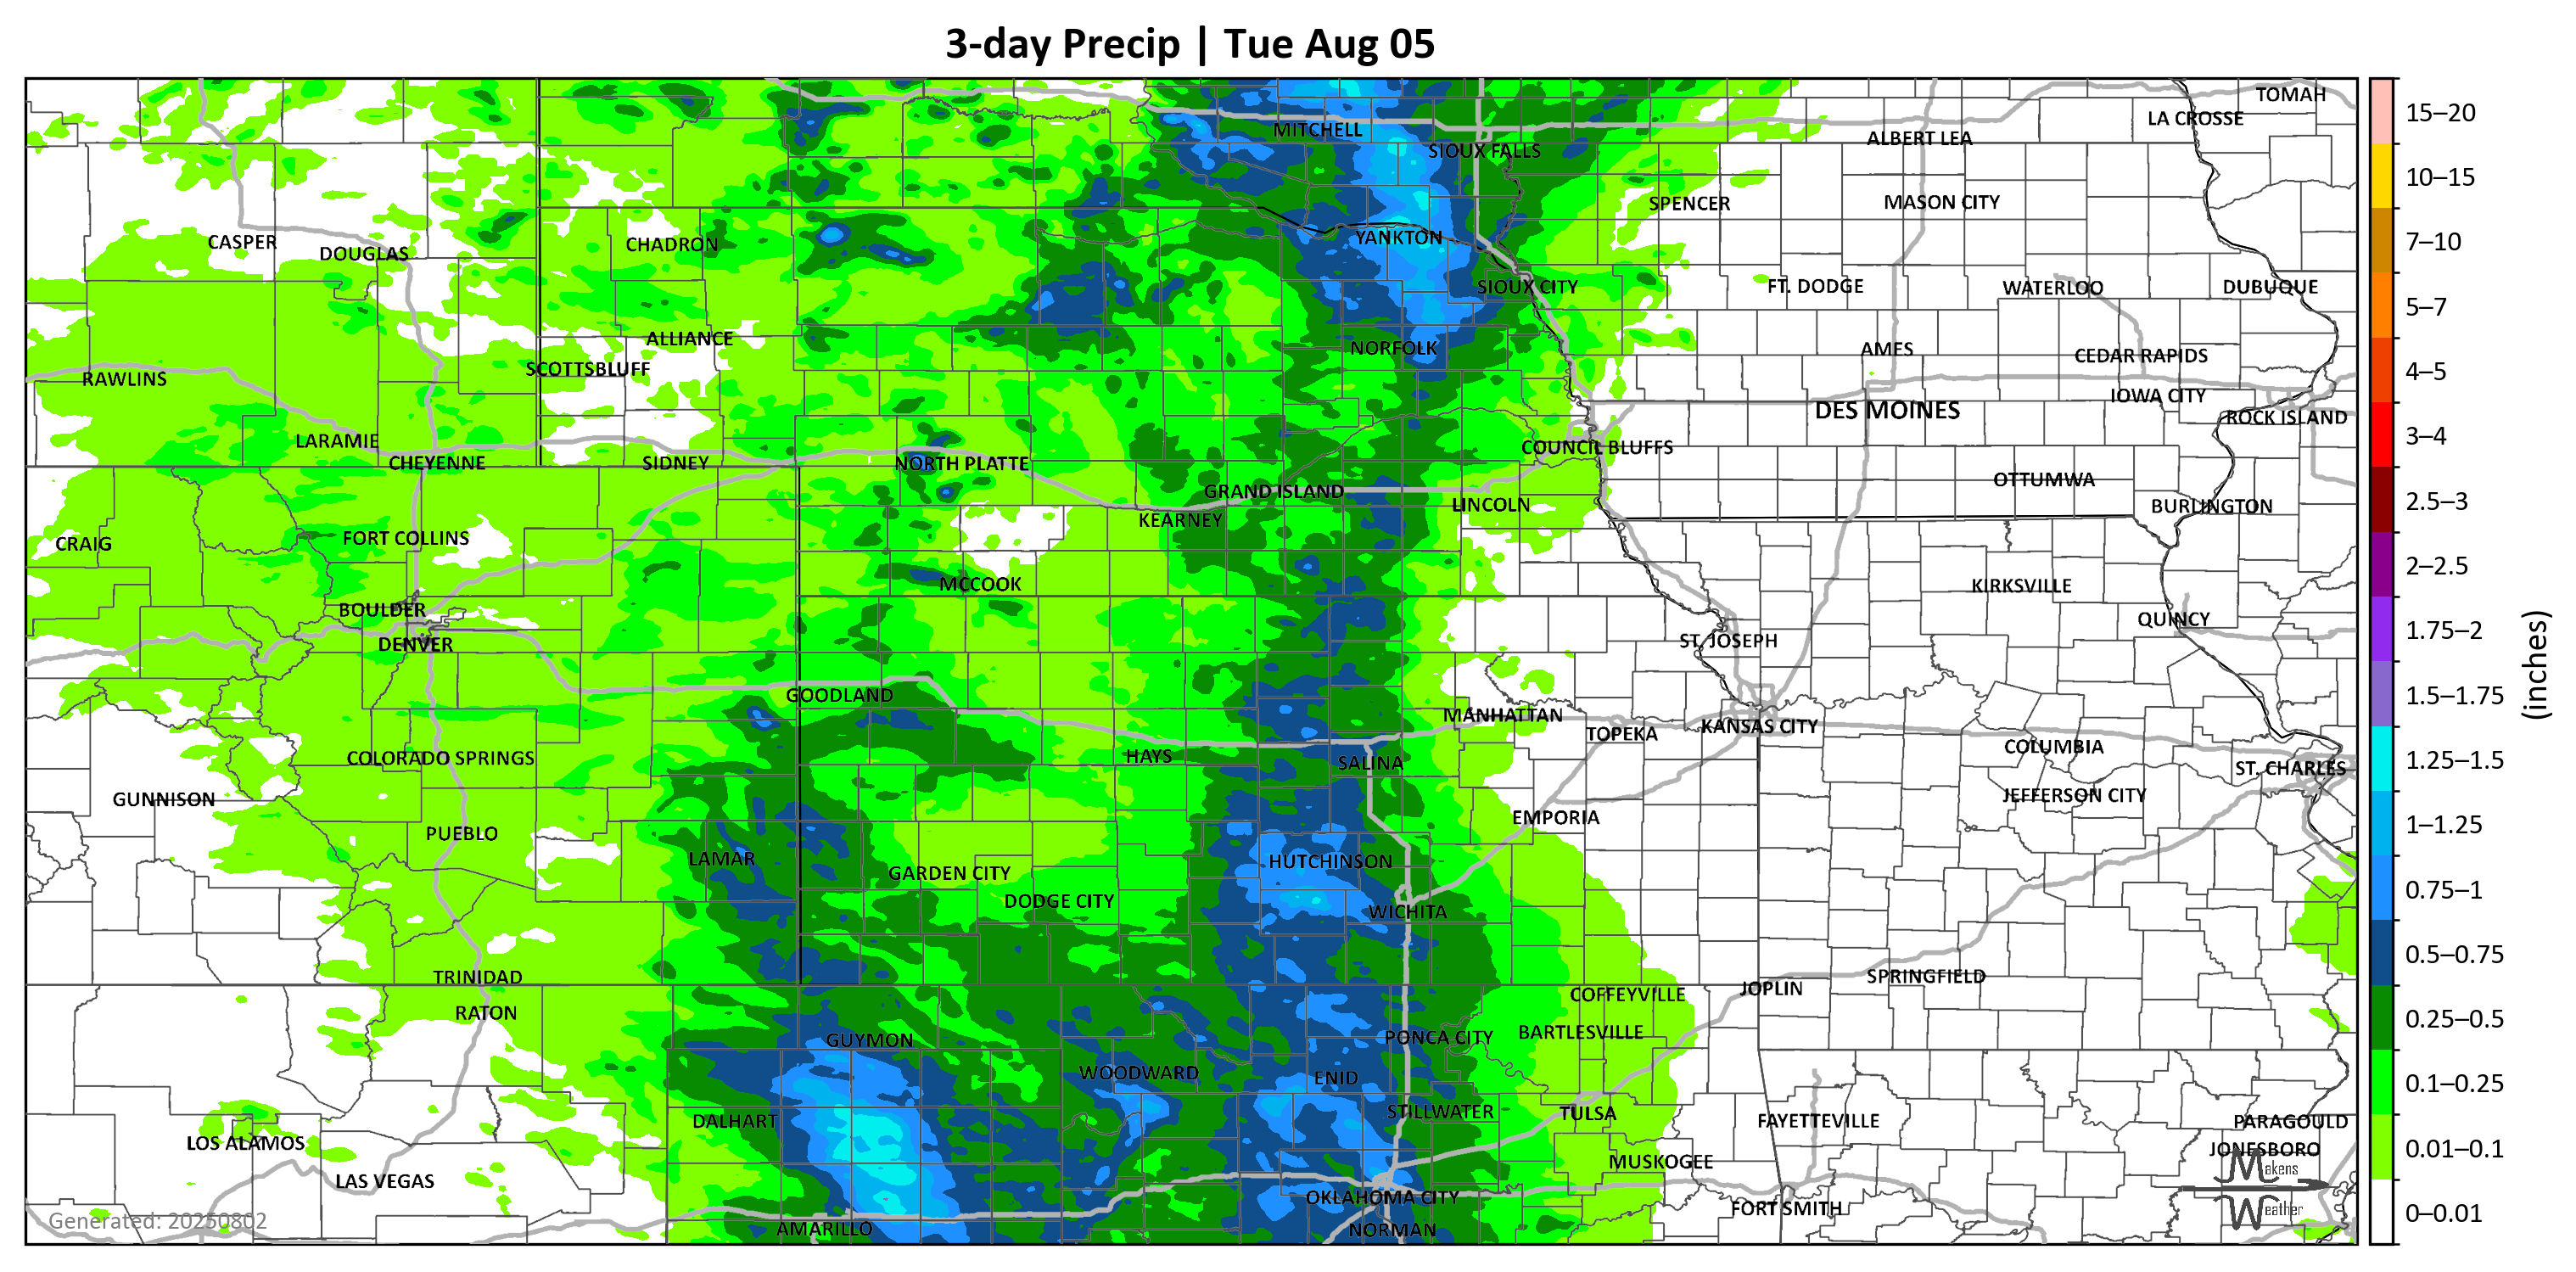 3-day Precip | Tue Aug 05
TOMAH
LA CROSSE
MITCHELL
ALBERT LEA
SIOUX FALLS
SPENCER
MASON CITY
CASPER
DOUGLAS
CHADRON
YANKTON
SIOUX CITY
FT. DODGE
WATERLOO
DUBUQUE
ALLIANCE
NORFOLK
AMES
CEDAR RAPIDS
SCOTTSBLUFF
RAWLINS
IOWA CITY
DES MOINES
ROCK ISLAND
LARAMIE
COUNCIL BLUFFS
CHEYENNE
SIDNEY
NORTH PLATTE
OTTUMWA
GRAND ISLAND
LINCOLN
BURLINGTON
KEARNEY
CRAIG
FORT COLLINS
MCCOOK
KIRKSVILLE
BOULDER
QUINCY
DENVER
ST. JOSEPH
GOODLAND
MANHATTAN
TOPEKA
KANSAS CITY
COLORADO SPRINGS
HAYS
SALINA
COLUMBIA
ST. CHARLES
GUNNISON
JEFFERSON CITY
EMPORIA
PUEBLO
LAMAR
HUTCHINSON
GARDEN CITY
DODGE CITY
WICHITA
TRINIDAD
SPRINGFIELD
JOPLIN
COFFEYVILLE
RATON
GUYMON
PONCA CITY
BARTLESVILLE
WOODWARD
ENID
DALHART
STILLWATER
TULSA
FAYETTEVILLE
PARAGOULD
LOS ALAMOS
JONESBORO
MUSKOGEE
LAS VEGAS
OKLAHOMA CITY
FORT SMITH
AMARILLO
NORMAN
Generated: 20250802
Makens
Weather
15–20
10–15
7–10
5–7
4–5
3–4
2.5–3
2–2.5
1.75–2
1.5–1.75
1.25–1.5
1–1.25
0.75–1
0.5–0.75
0.25–0.5
0.1–0.25
0.01–0.1
0–0.01
(inches)